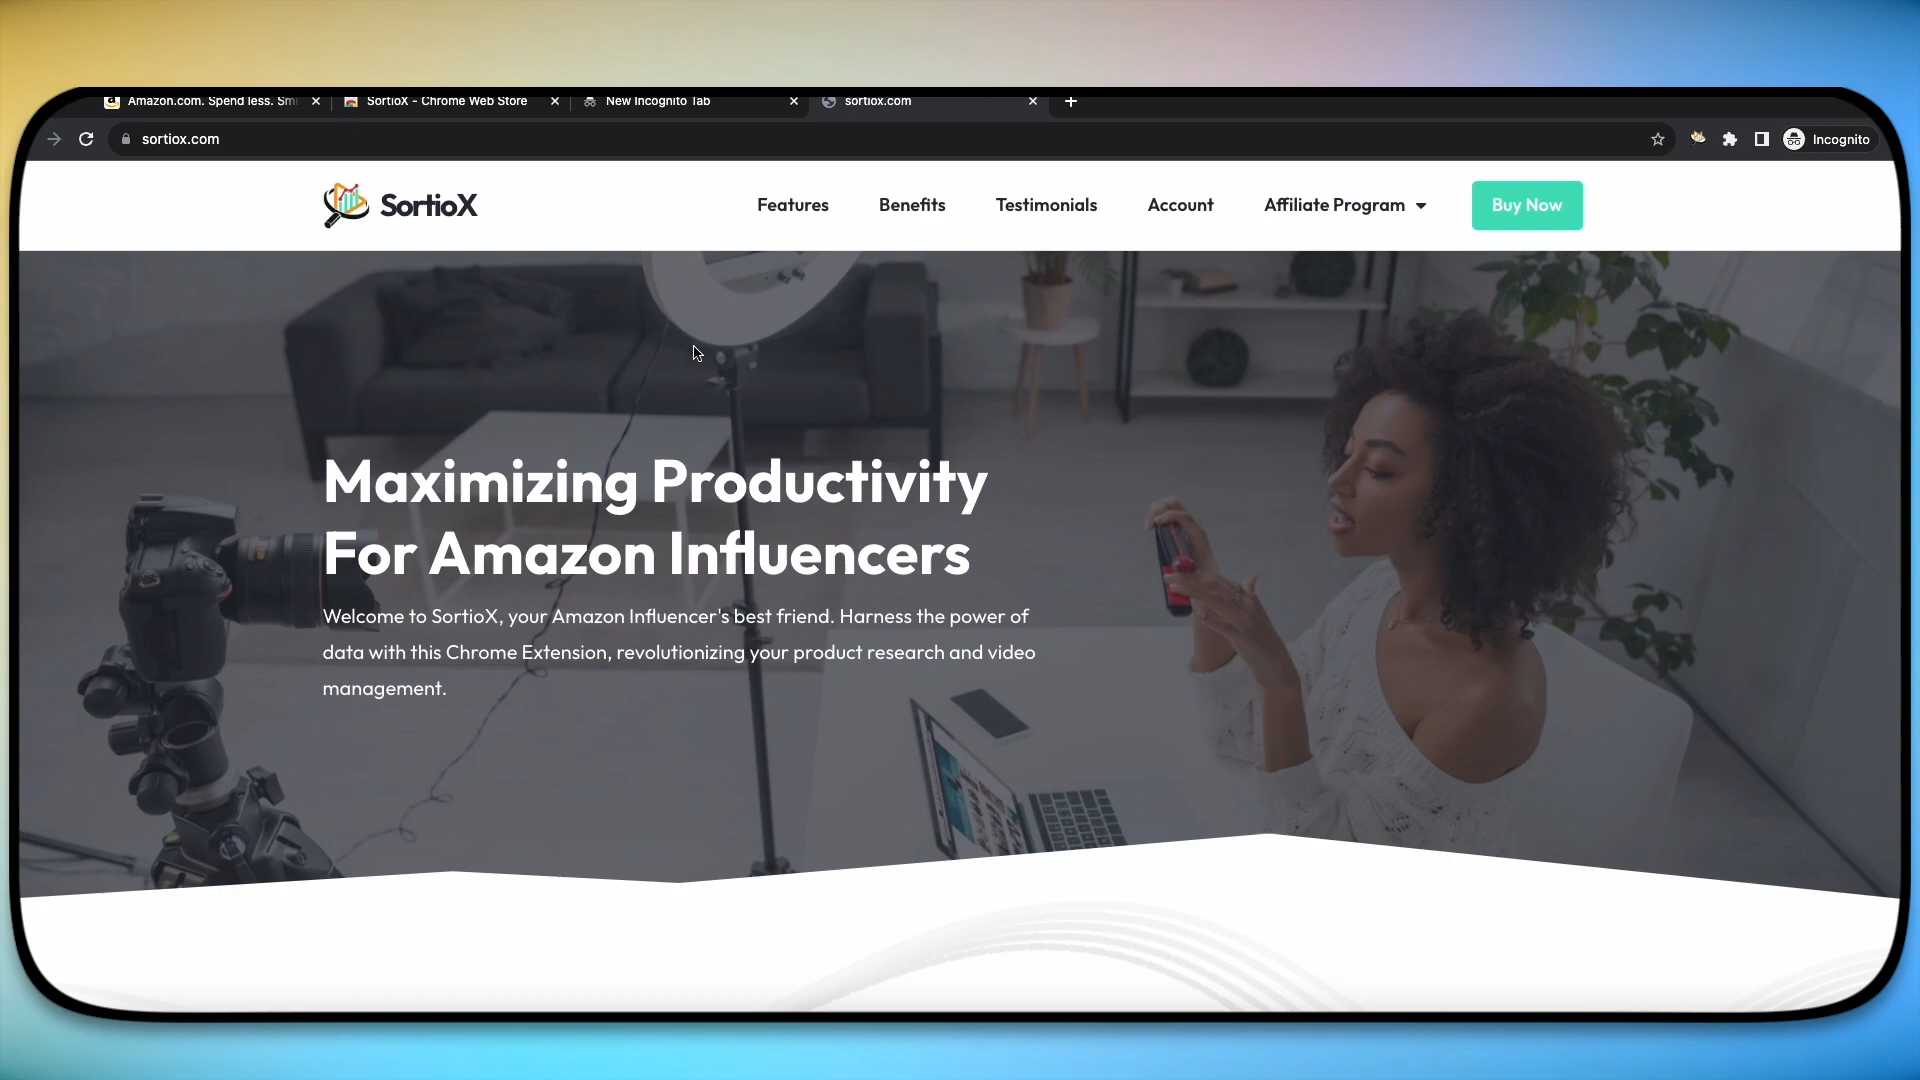 Amazon.com. Spend less. Sm
SortioX - Chrome Web Store
New Incognito Tab
sortiox.com
sortiox.com
Incognito
SortioX
Features
Benefits
Testimonials
Account
Affiliate Program
Buy Now
Maximizing Productivity
For Amazon Influencers
Welcome to SortioX, your Amazon Influencer's best friend. Harness the power of
data with this Chrome Extension, revolutionizing your product research and video
management.